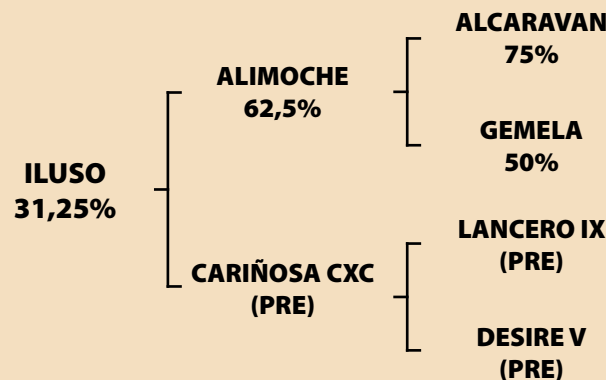 ILUSO
31,25%
ALIMOCHE
62,5%
CARIÑOSA CXC
(PRE)
ALCARAVAN
75%
GEMELA
50%
LANCERO IX
(PRE)
DESIRE V
(PRE)